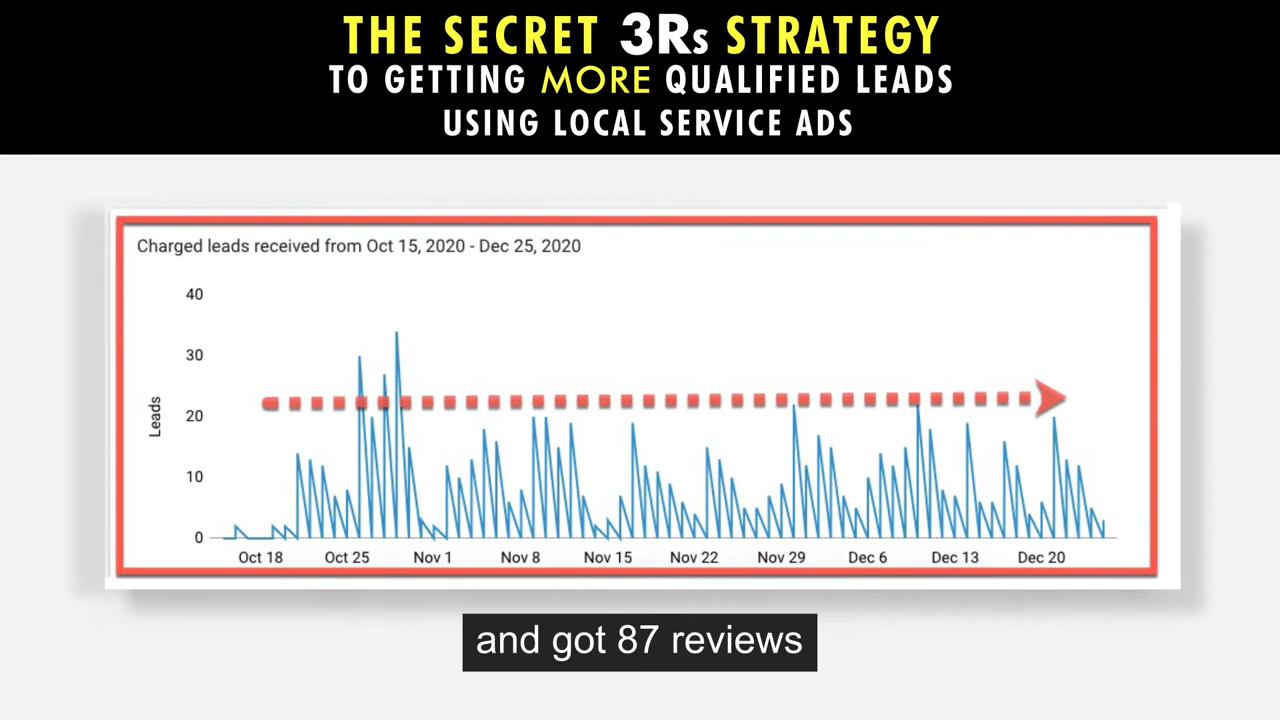 THE SECRET 3Rs STRATEGY
TO GETTING MORE QUALIFIED LEADS
USING LOCAL SERVICE ADS
Charged leads received from Oct 15, 2020 - Dec 25, 2020
40
30
20
10
0
Leads
Oct 18 Oct 25 Nov 1 Nov 8 Nov 15 Nov 22 Nov 29 Dec 6 Dec 13 Dec 20
and got 87 reviews